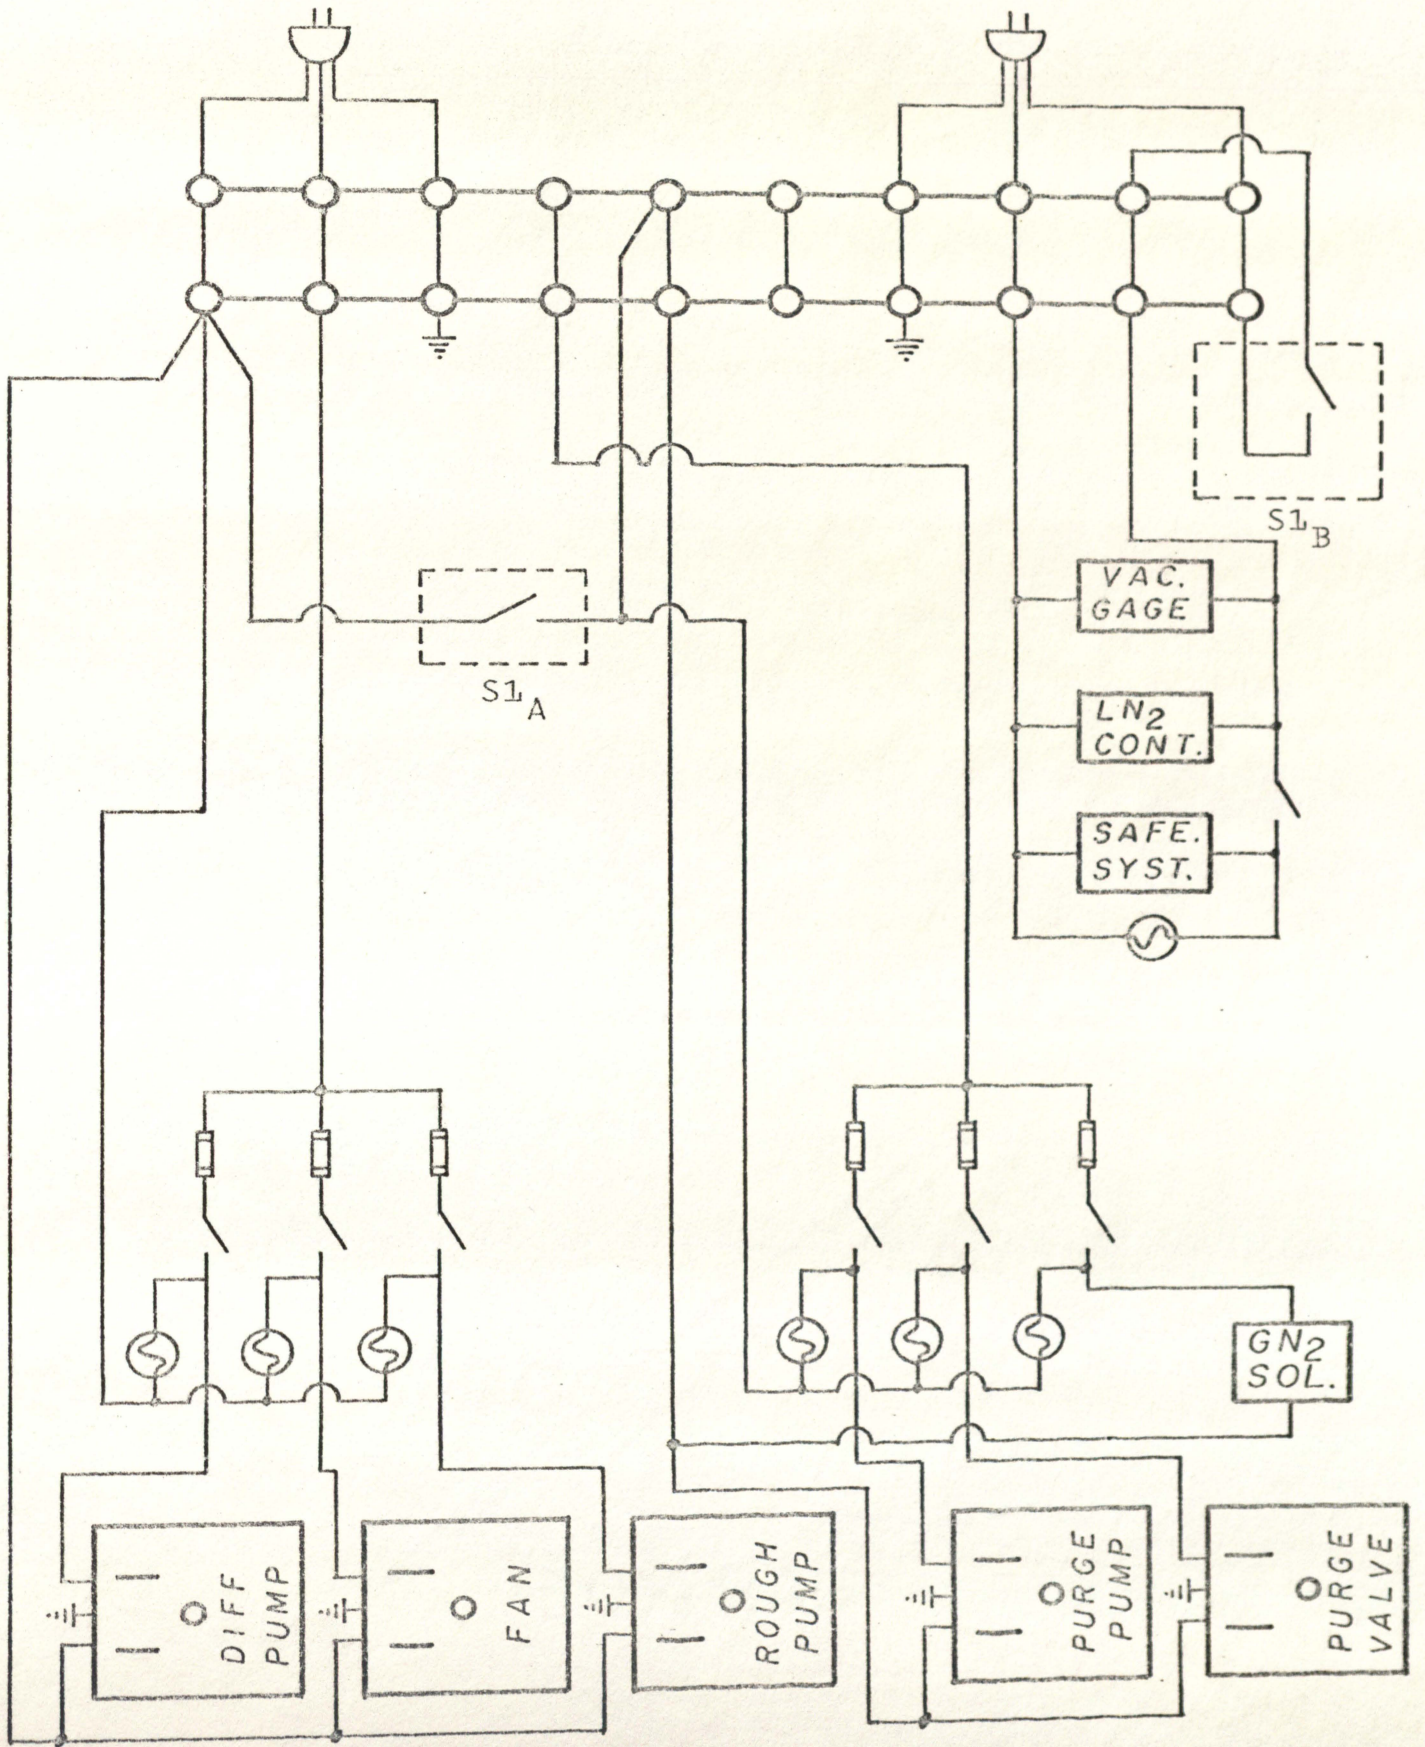 S1B
VAC.
GAGE
S1A
LN2
CONT.
SAFE.
SYST.
GN2
SOL.
DIFF
PUMP
FAN
ROUGH
PUMP
PURGE
PUMP
PURGE
VALVE